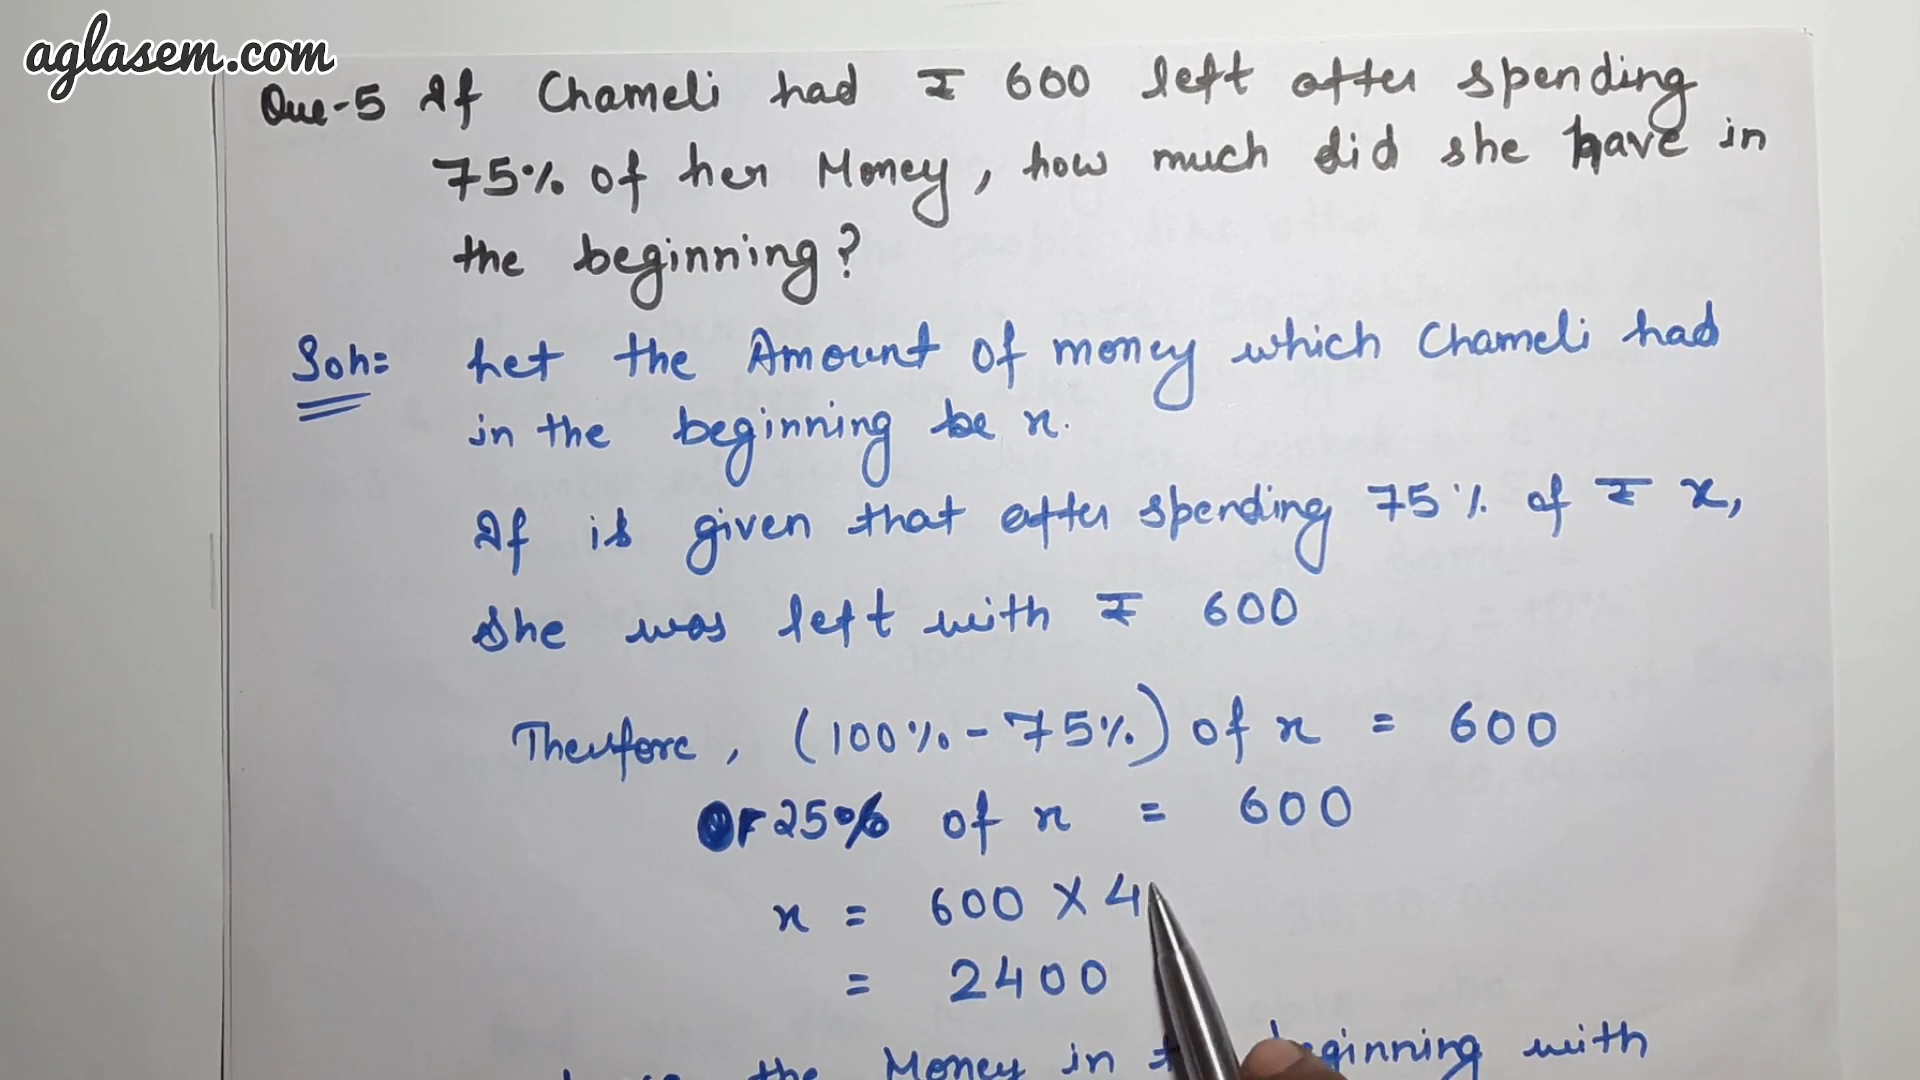 aglasem.com
Que-5 If Chameli had ₹ 600 left after spending
75% of her Money, how much did she have in
the beginning?
Soln= Let the Amount of money which Chameli had
in the beginning be x.
If is given that after spending 75% of ₹ x,
She was left with ₹ 600
Therefore, (100% - 75%) of x = 600
Or 25% of x = 600
x = 600 X 4
= 2400
the Money in beginning with